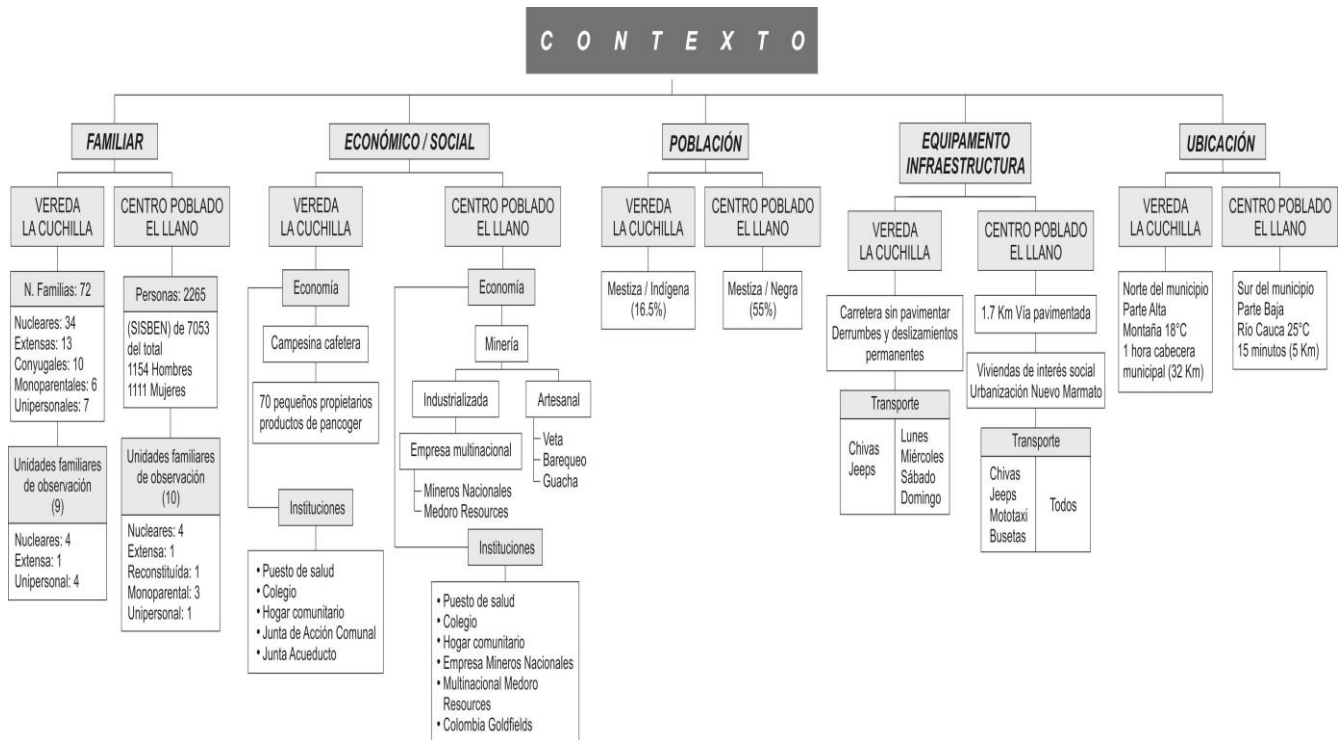 CONTEXTO
FAMILIAR
VEREDA
LA CUCHILLA
N. Familias: 72
Nucleares: 34
Extensas: 13
Conyugales: 10
Monoparentales: 6
Unipersonales: 7
Unidades familiares
de observación
(9)
Nucleares: 4
Extensa: 1
Unipersonal: 4
CENTRO POBLADO
EL LLANO
Personas: 2265
(SISBEN) de 7053
del total
1154 Hombres
1111 Mujeres
Unidades familiares
de observación
(10)
Nucleares: 4
Extensa: 1
Reconstituída: 1
Monoparental: 3
Unipersonal: 1
ECONÓMICO / SOCIAL
VEREDA
LA CUCHILLA
Economía
Campesina cafetera
70 pequeños propietarios
productos de pancoger
Instituciones
• Puesto de salud
• Colegio
• Hogar comunitario
• Junta de Acción Comunal
• Junta Acueducto
CENTRO POBLADO
EL LLANO
Economía
Minería
Industrializada
Empresa multinacional
Mineros Nacionales
Medoro Resources
Artesanal
Veta
Barequeo
Guacha
Instituciones
• Puesto de salud
• Colegio
• Hogar comunitario
• Empresa Mineros Nacionales
• Multinacional Medoro
Resources
• Colombia Goldfields
POBLACIÓN
VEREDA
LA CUCHILLA
Mestiza / Indígena
(16.5%)
CENTRO POBLADO
EL LLANO
Mestiza / Negra
(55%)
EQUIPAMENTO
INFRAESTRUCTURA
VEREDA
LA CUCHILLA
Carretera sin pavimentar
Derrumbes y deslizamientos
permanentes
Transporte
Chivas
Jeeps
Lunes
Miércoles
Sábado
Domingo
CENTRO POBLADO
EL LLANO
1.7 Km Vía pavimentada
Viviendas de interés social
Urbanización Nuevo Marmato
Transporte
Chivas
Jeeps
Mototaxi
Busetas
Todos
UBICACIÓN
VEREDA
LA CUCHILLA
Norte del municipio
Parte Alta
Montaña 18°C
1 hora cabecera
municipal (32 Km)
CENTRO POBLADO
EL LLANO
Sur del municipio
Parte Baja
Río Cauca 25°C
15 minutos (5 Km)